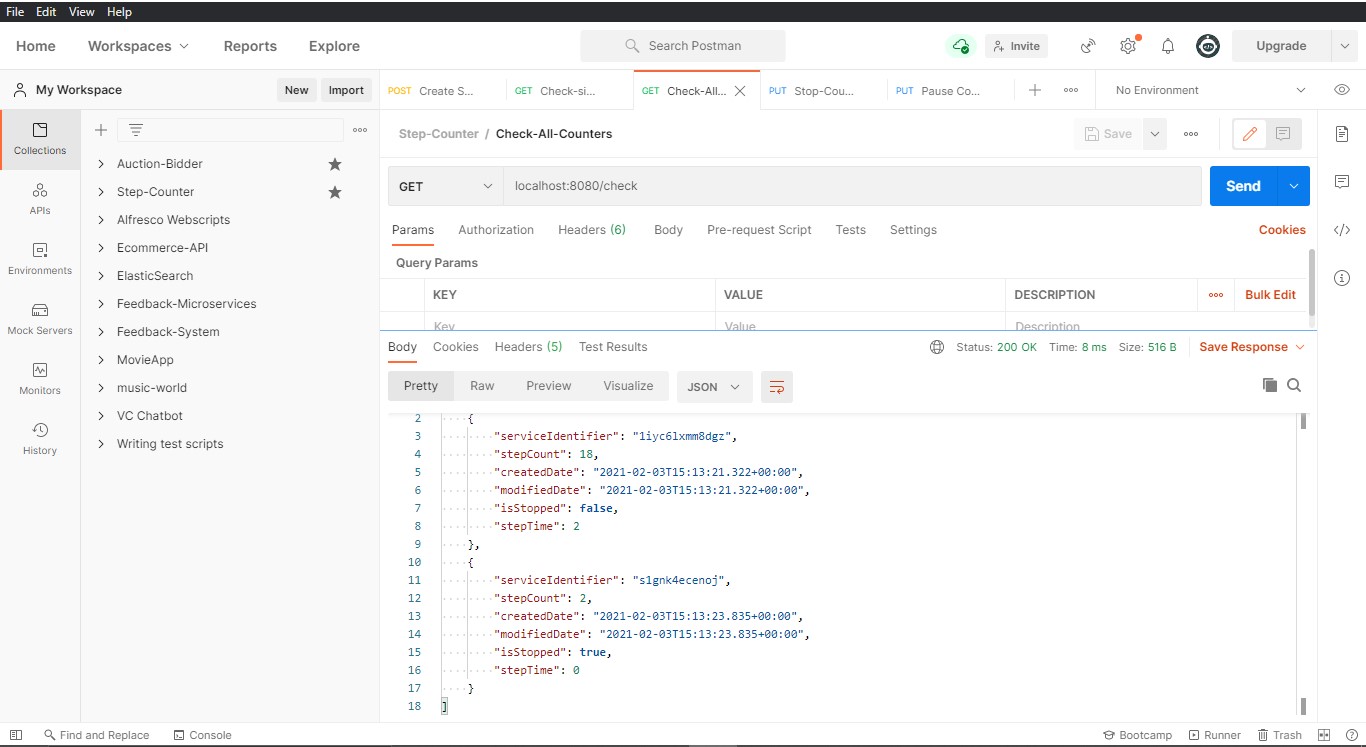 File Edit View Help
Home Workspaces Reports Explore Search Postman Invite Upgrade
My Workspace New Import POST Create S... GET Check-si... GET Check-All... PUT Stop-Cou... PUT Pause Co... No Environment
Step-Counter / Check-All-Counters Save
Collections
APIs
Environments
Mock Servers
Monitors
History
Auction-Bidder
Step-Counter
Alfresco Webscripts
Ecommerce-API
ElasticSearch
Feedback-Microservices
Feedback-System
MovieApp
music-world
VC Chatbot
Writing test scripts
GET localhost:8080/check Send
Params Authorization Headers (6) Body Pre-request Script Tests Settings Cookies
Query Params
KEY VALUE DESCRIPTION Bulk Edit
Key Value Description
Body Cookies Headers (5) Test Results Status: 200 OK Time: 8 ms Size: 516 B Save Response
Pretty Raw Preview Visualize JSON
2 {
3 "serviceIdentifier": "1iyc6lxmm8dgz",
4 "stepCount": 18,
5 "createdDate": "2021-02-03T15:13:21.322+00:00",
6 "modifiedDate": "2021-02-03T15:13:21.322+00:00",
7 "isStopped": false,
8 "stepTime": 2
9 },
10 {
11 "serviceIdentifier": "s1gnk4ecenoj",
12 "stepCount": 2,
13 "createdDate": "2021-02-03T15:13:23.835+00:00",
14 "modifiedDate": "2021-02-03T15:13:23.835+00:00",
15 "isStopped": true,
16 "stepTime": 0
17 }
18 ]
Find and Replace Console Bootcamp Runner Trash